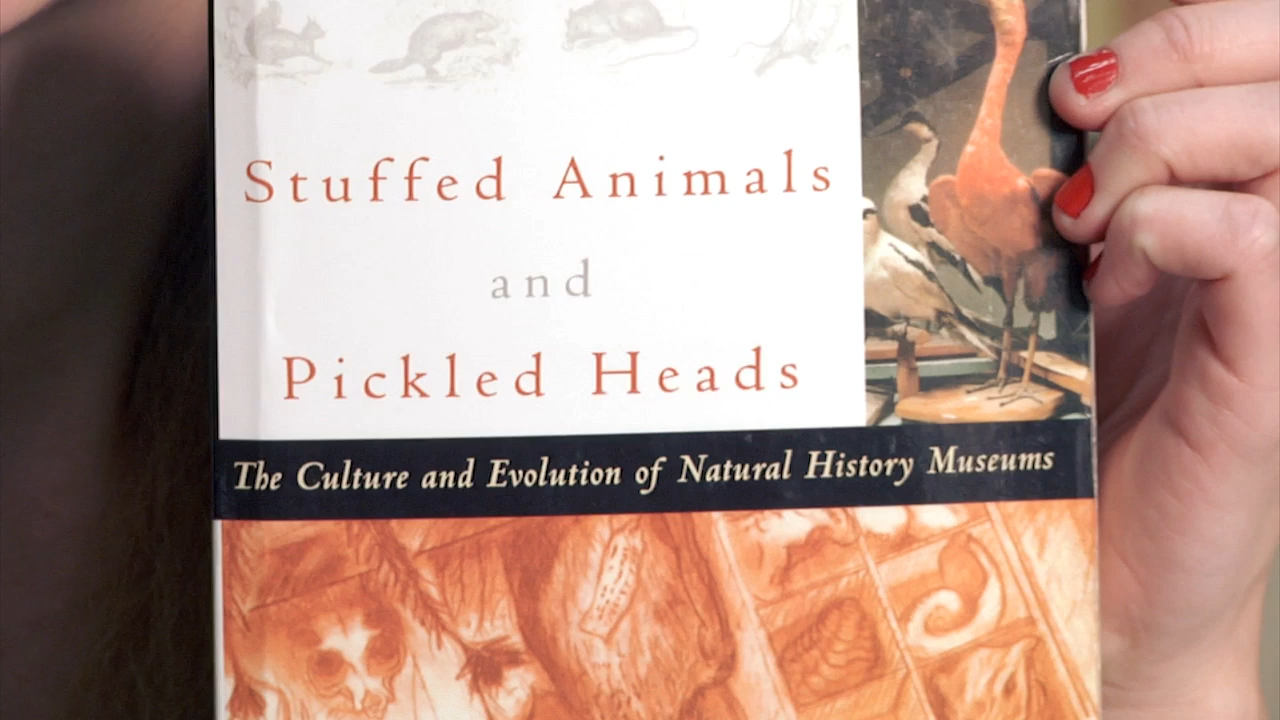 Stuffed Animals
and
Pickled Heads
The Culture and Evolution of Natural History Museums